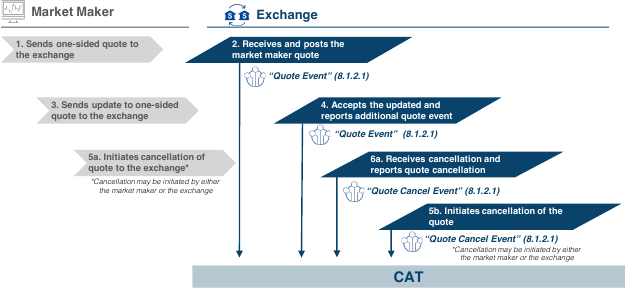 Market Maker
Exchange
1. Sends one-sided quote to
the exchange
2. Receives and posts the
market maker quote
“Quote Event” (8.1.2.1)
3. Sends update to one-sided
quote to the exchange
4. Accepts the updated and
reports additional quote event
“Quote Event” (8.1.2.1)
5a. Initiates cancellation of
quote to the exchange*
*Cancellation may be initiated by either
the market maker or the exchange
6a. Receives cancellation and
reports quote cancellation
“Quote Cancel Event” (8.1.2.1)
5b. Initiates cancellation of the
quote
“Quote Cancel Event” (8.1.2.1)
*Cancellation may be initiated by either
the market maker or the exchange
CAT